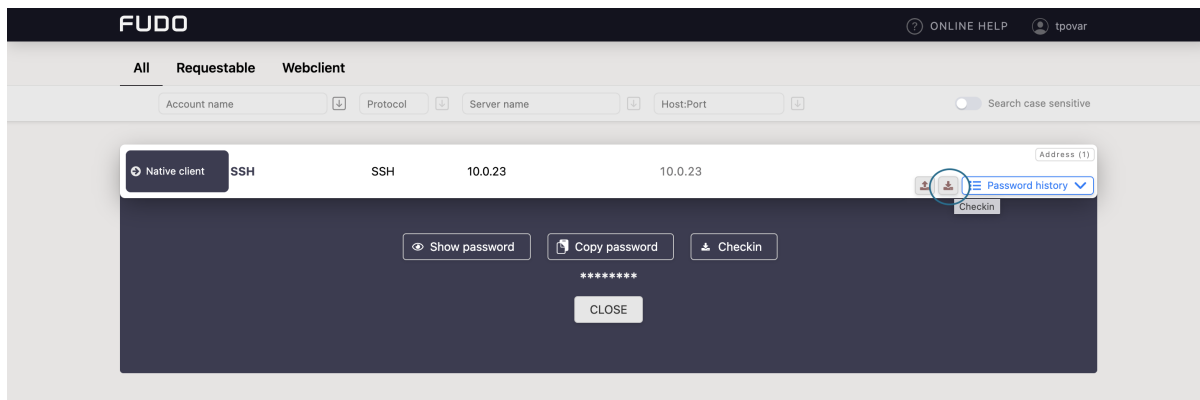 FUDO
ONLINE HELP
tpovar
All Requestable Webclient
Account name Protocol Server name Host:Port Search case sensitive
Address (1)
Native client SSH SSH 10.0.23 10.0.23
Password history
Checkin
Show password Copy password Checkin
********
CLOSE